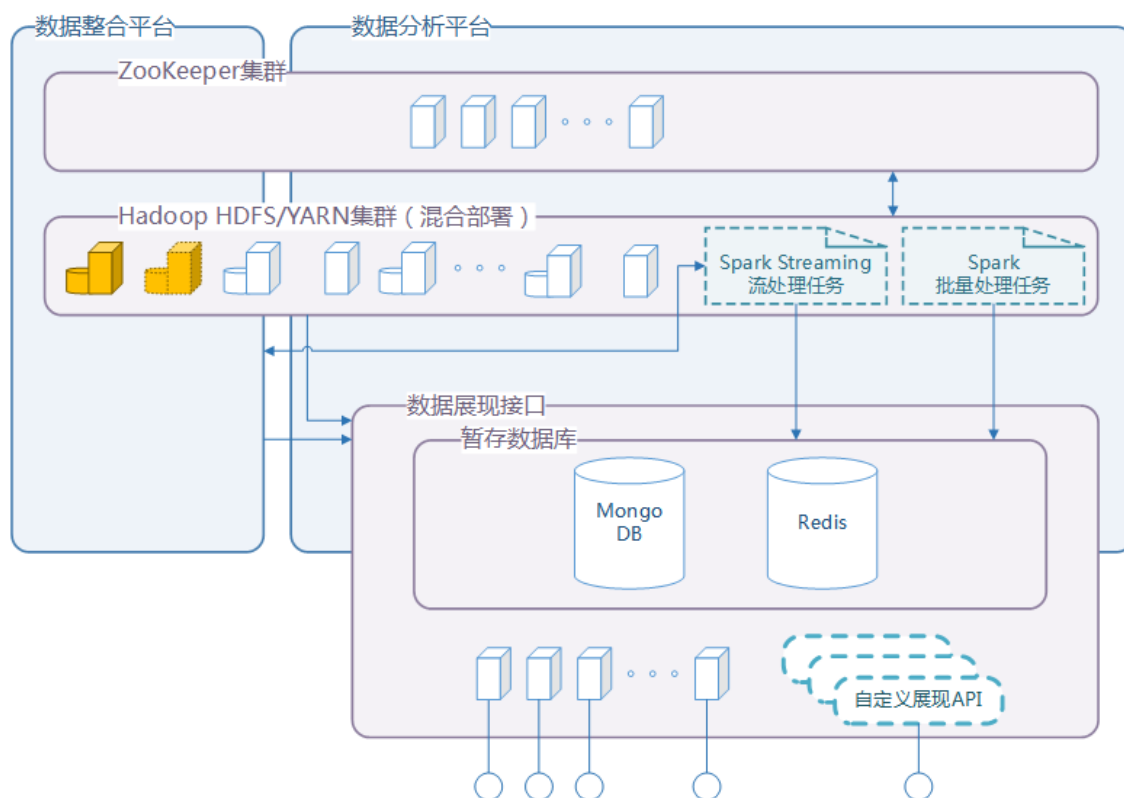 数据整合平台
数据分析平台
ZooKeeper集群
Hadoop HDFS/YARN集群（混合部署）
Spark Streaming
流处理任务
Spark
批量处理任务
数据展现接口
暂存数据库
Mongo
DB
Redis
自定义展现API